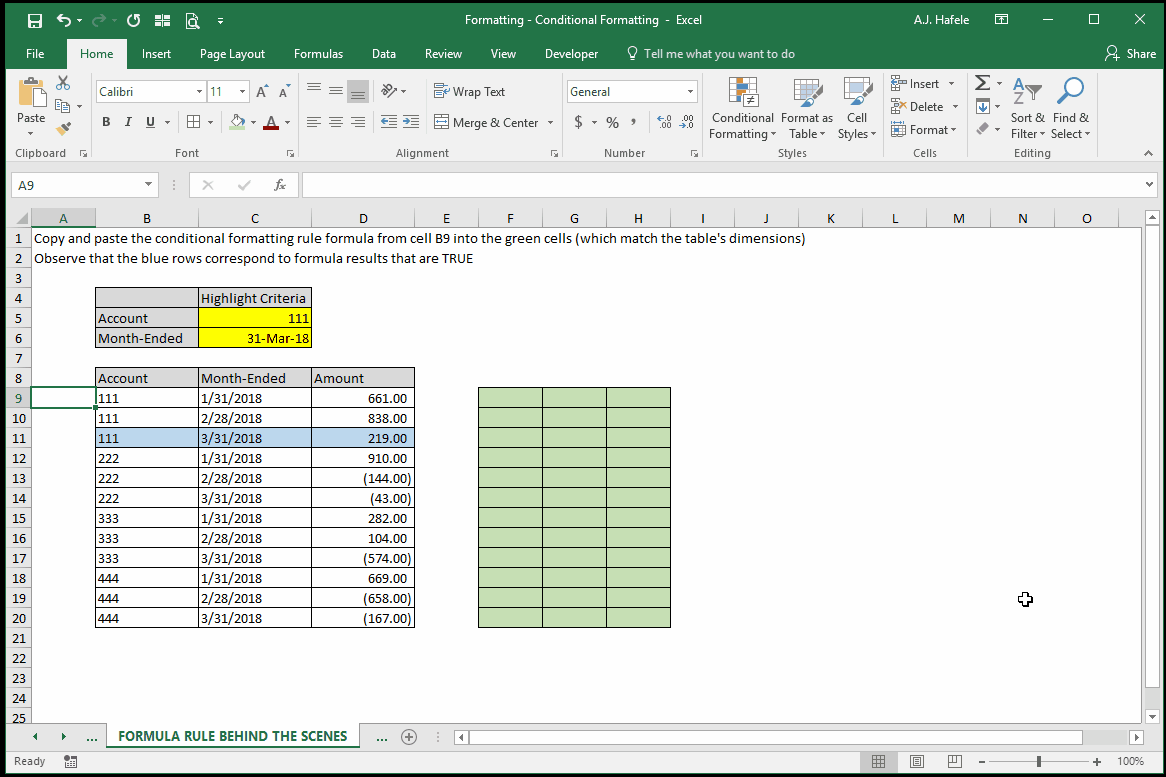 Formatting - Conditional Formatting - Excel
A.J. Hafele
File Home Insert Page Layout Formulas Data Review View Developer Tell me what you want to do Share
Paste
Calibri 11
Wrap Text
General
Conditional Formatting
Format as Table
Cell Styles
Insert
Sort & Filter
Find & Select
B I U
Merge & Center
$ % ,
Delete
Format
Clipboard Font Alignment Number Styles Cells Editing
A9 fx
A B C D E F G H I J K L M N O
1 Copy and paste the conditional formatting rule formula from cell B9 into the green cells (which match the table's dimensions)
2 Observe that the blue rows correspond to formula results that are TRUE
3
4 Highlight Criteria
5 Account 111
6 Month-Ended 31-Mar-18
7
8 Account Month-Ended Amount
9 111 1/31/2018 661.00
10 111 2/28/2018 838.00
11 111 3/31/2018 219.00
12 222 1/31/2018 910.00
13 222 2/28/2018 (144.00)
14 222 3/31/2018 (43.00)
15 333 1/31/2018 282.00
16 333 2/28/2018 104.00
17 333 3/31/2018 (574.00)
18 444 1/31/2018 669.00
19 444 2/28/2018 (658.00)
20 444 3/31/2018 (167.00)
21
22
23
24
25
... FORMULA RULE BEHIND THE SCENES ...
Ready 100%